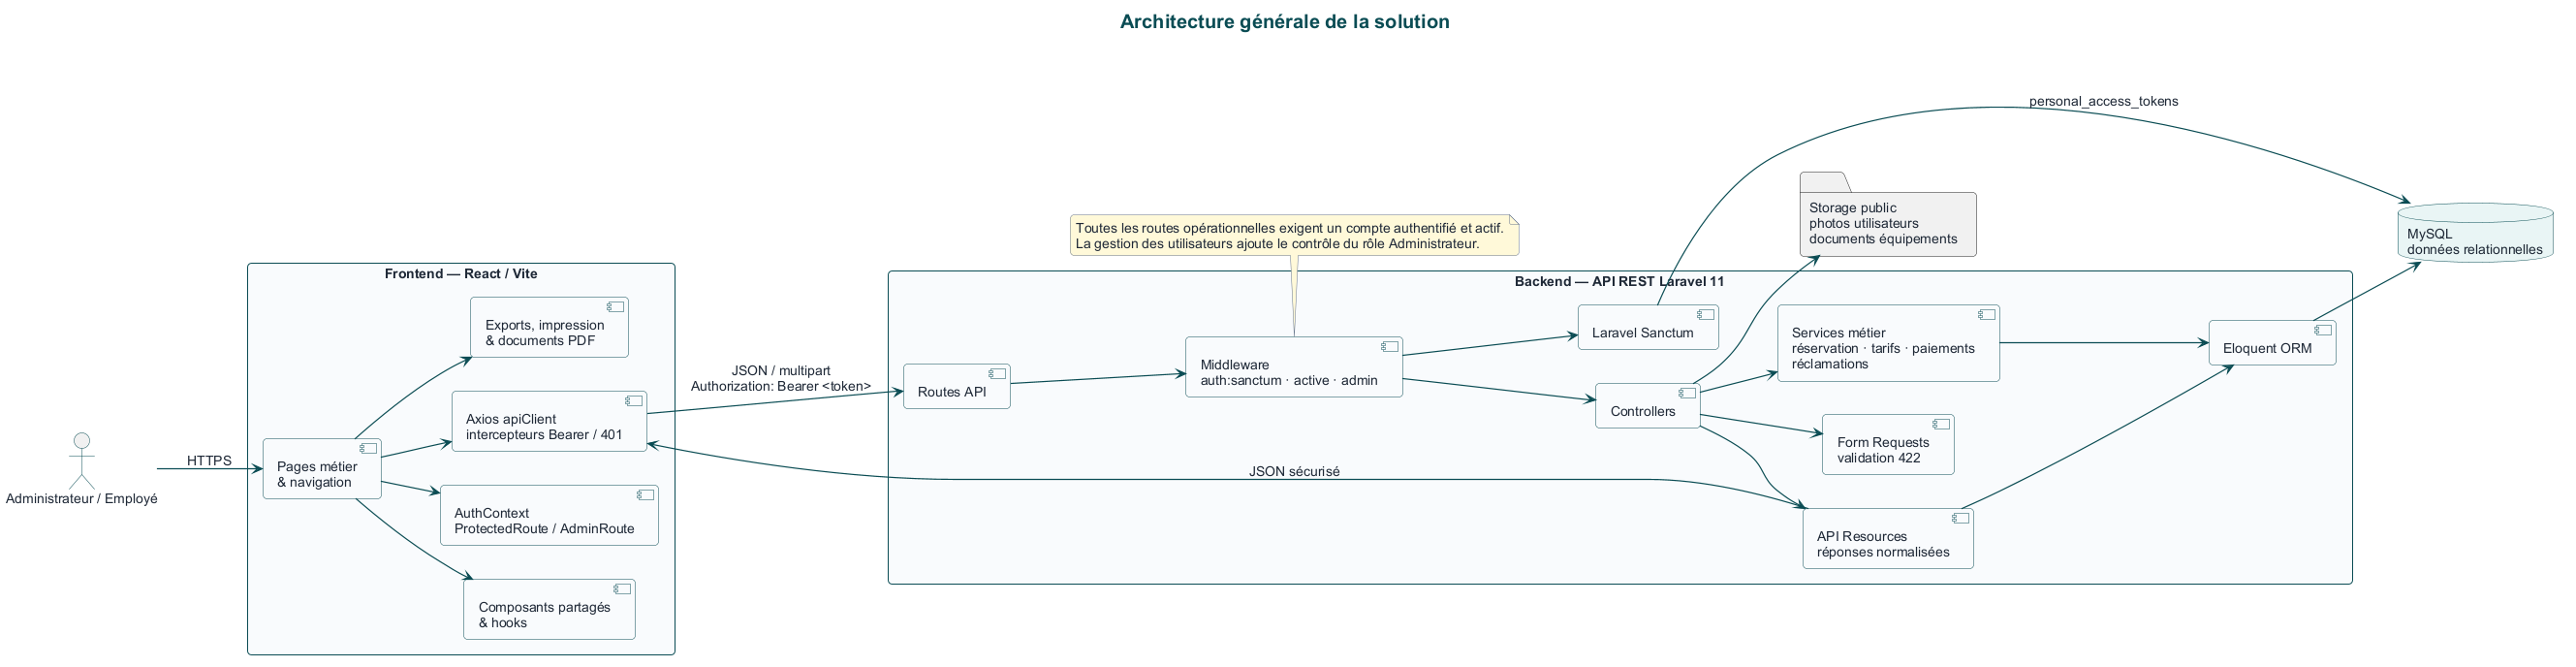 Architecture générale de la solution
Administrateur / Employé
HTTPS
Frontend — React / Vite
Pages métier
& navigation
Exports, impression
& documents PDF
Axios apiClient
intercepteurs Bearer / 401
AuthContext
ProtectedRoute / AdminRoute
Composants partagés
& hooks
JSON / multipart
Authorization: Bearer <token>
JSON sécurisé
Toutes les routes opérationnelles exigent un compte authentifié et actif.
La gestion des utilisateurs ajoute le contrôle du rôle Administrateur.
Backend — API REST Laravel 11
Routes API
Middleware
auth:sanctum · active · admin
Laravel Sanctum
Controllers
Storage public
photos utilisateurs
documents équipements
Services métier
réservation · tarifs · paiements
réclamations
Form Requests
validation 422
API Resources
réponses normalisées
Eloquent ORM
personal_access_tokens
MySQL
données relationnelles